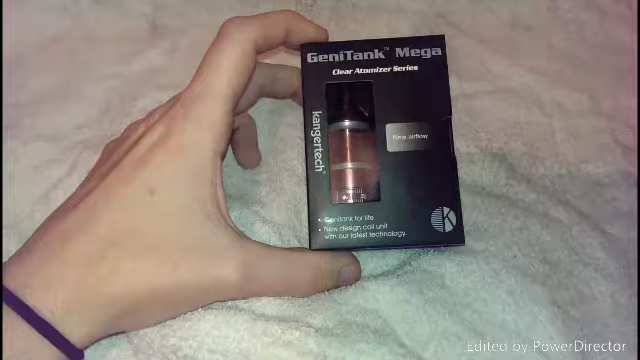 GeniTank™ Mega
Clear Atomizer Series
kangertech®
New airflow
• Genitank for life
• New design coil unit
with our latest technology.
K
Edited by PowerDirector